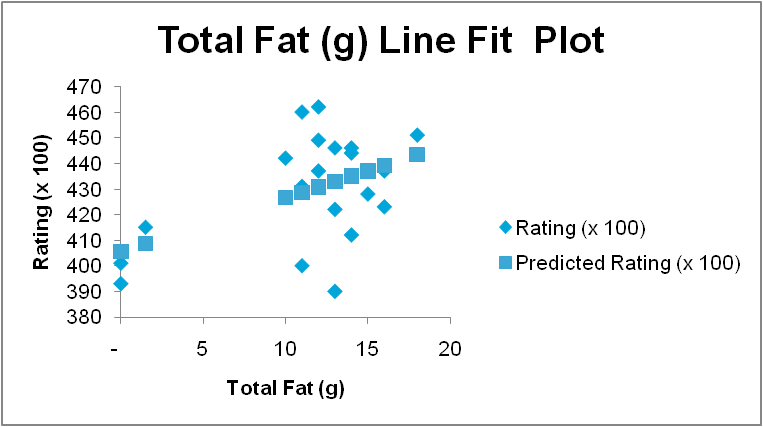 Total Fat (g) Line Fit  Plot
470
460
450
440
430
420
410
400
390
380
Rating (x 100)
- 5 10 15 20
Total Fat (g)
Rating (x 100)
Predicted Rating (x 100)